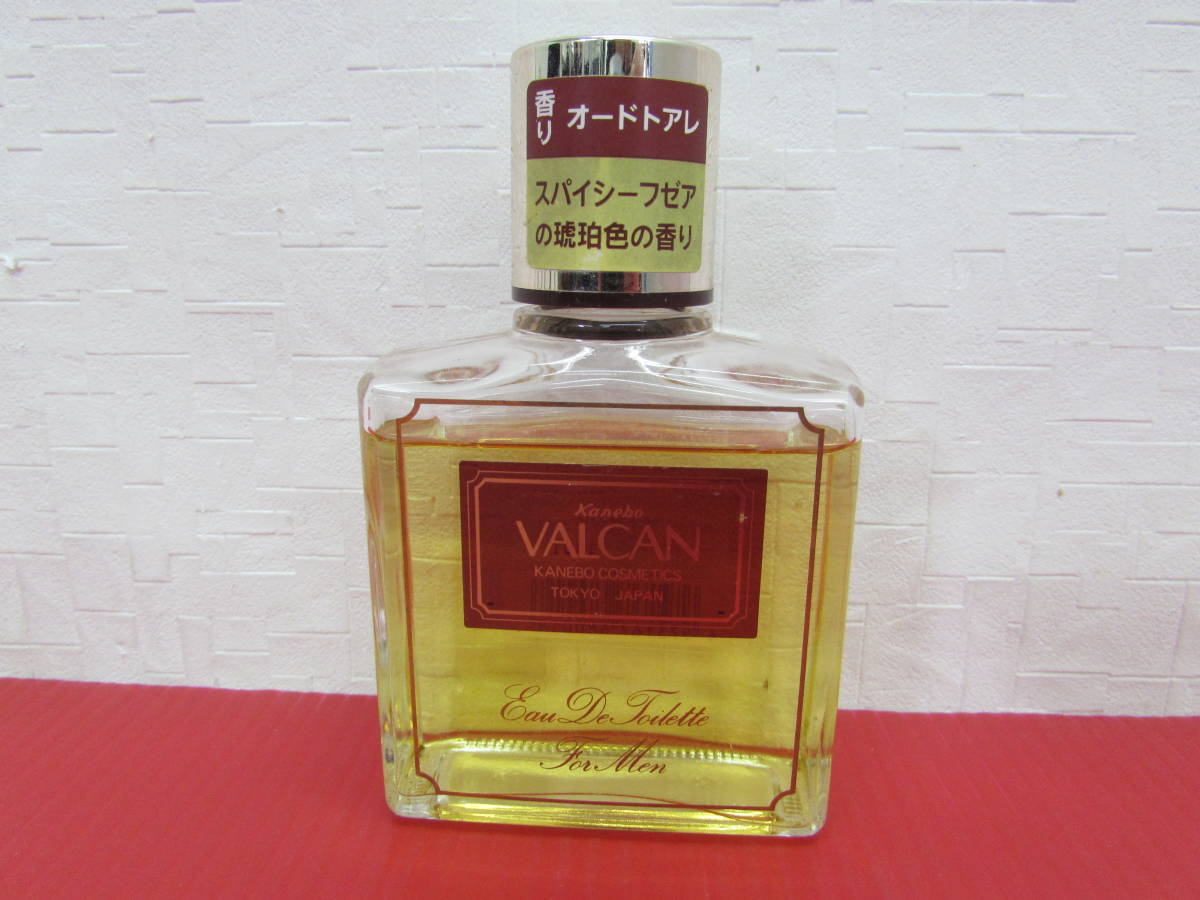 香り オードトアレ
スパイシーフゼア
の琥珀色の香り
Kanebo
VALCAN
KANEBO COSMETICS
TOKYO JAPAN
Eau De Toilette
For Men